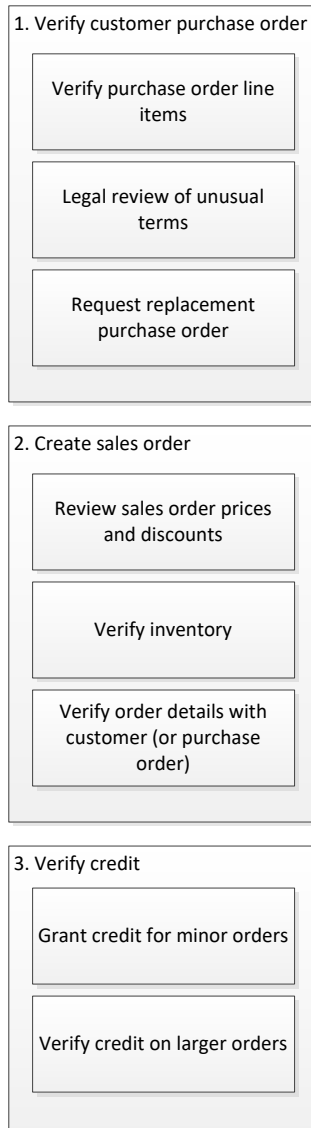 1. Verify customer purchase order
Verify purchase order line
items
Legal review of unusual
terms
Request replacement
purchase order
2. Create sales order
Review sales order prices
and discounts
Verify inventory
Verify order details with
customer (or purchase
order)
3. Verify credit
Grant credit for minor orders
Verify credit on larger orders